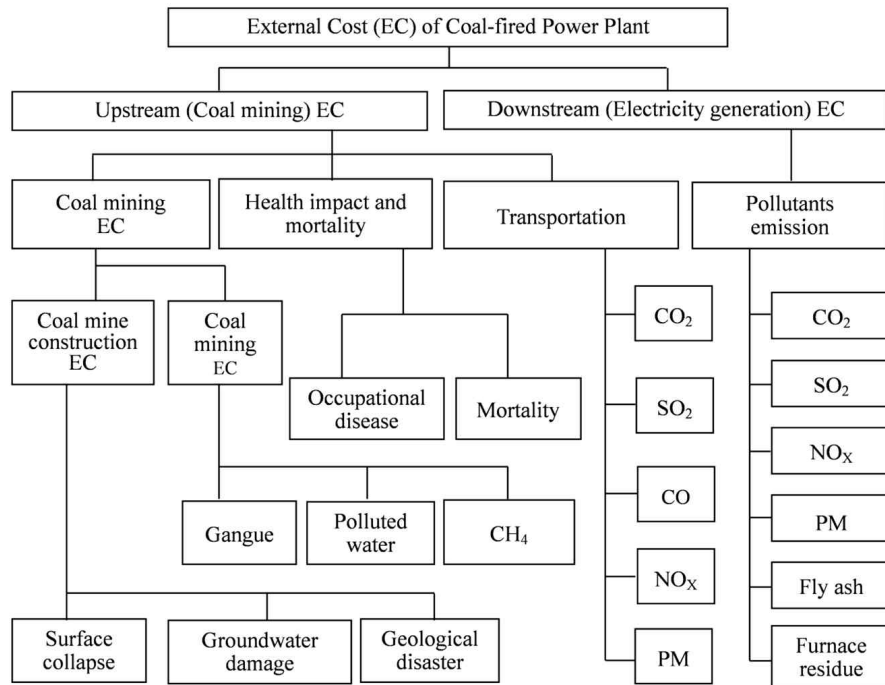 External Cost (EC) of Coal-fired Power Plant
Upstream (Coal mining) EC
Downstream (Electricity generation) EC
Coal mining
EC
Health impact and
mortality
Transportation
Pollutants
emission
Coal mine
construction
EC
Coal
mining
EC
Occupational
disease
Mortality
Gangue
Polluted
water
CH₄
Surface
collapse
Groundwater
damage
Geological
disaster
CO₂
SO₂
CO
NOₓ
PM
CO₂
SO₂
NOₓ
PM
Fly ash
Furnace
residue